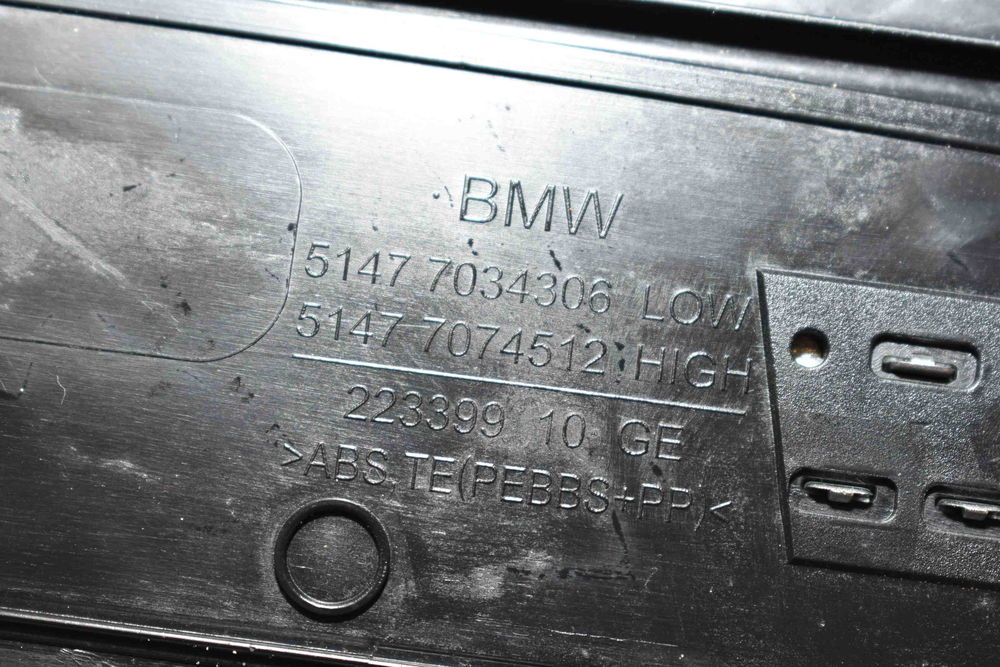 BMW
5147 7034306 LOW
5147 7074512 HIGH
223399 10 GE
>ABS,TE(PEBBS+PP)<